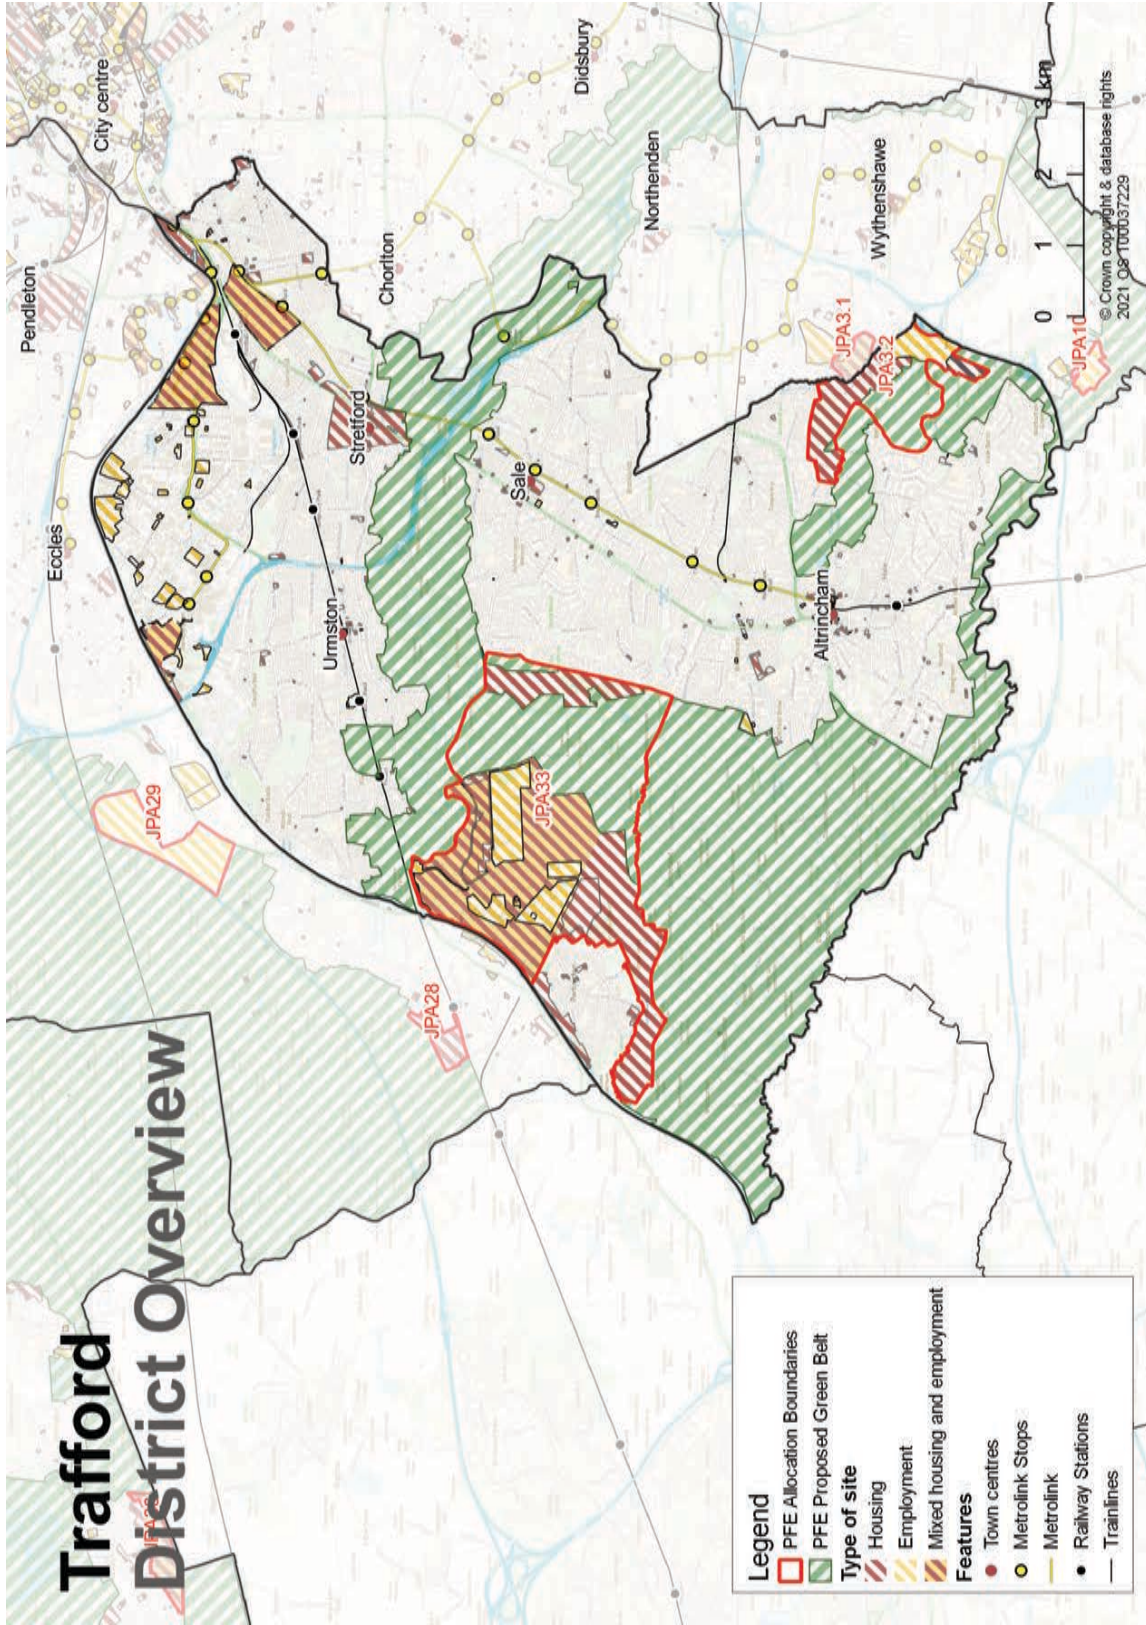 Trafford
District Overview
Pendleton
City centre
Eccles
Didsbury
Chorlton
Northenden
Stretford
Urmston
Sale
Wythenshawe
Altrincham
JPA29
JPA28
JPA33
JPA3.1
JPA3.2
JPA10
Legend
PFE Allocation Boundaries
PFE Proposed Green Belt
Type of site
Housing
Employment
Mixed housing and employment
Features
Town centres
Metrolink Stops
Metrolink
Railway Stations
Trainlines
0 1 2 3 km
© Crown copyright & database rights
2021 OS 100037229